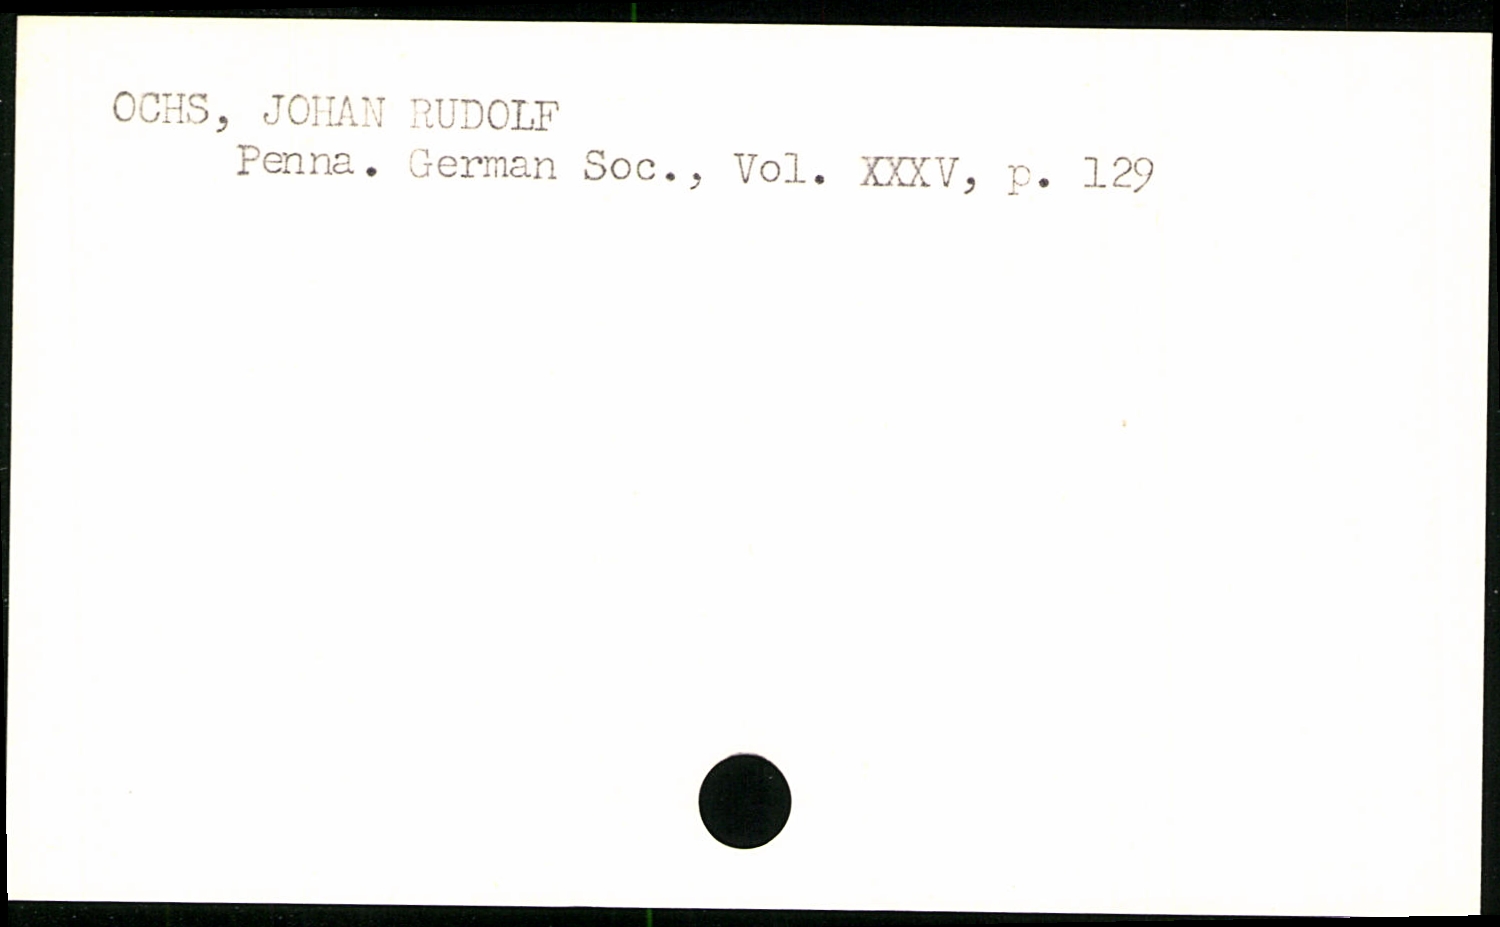 OCHS, JOHAN RUDOLF
Penna. German Soc., Vol. XXXV, p. 129